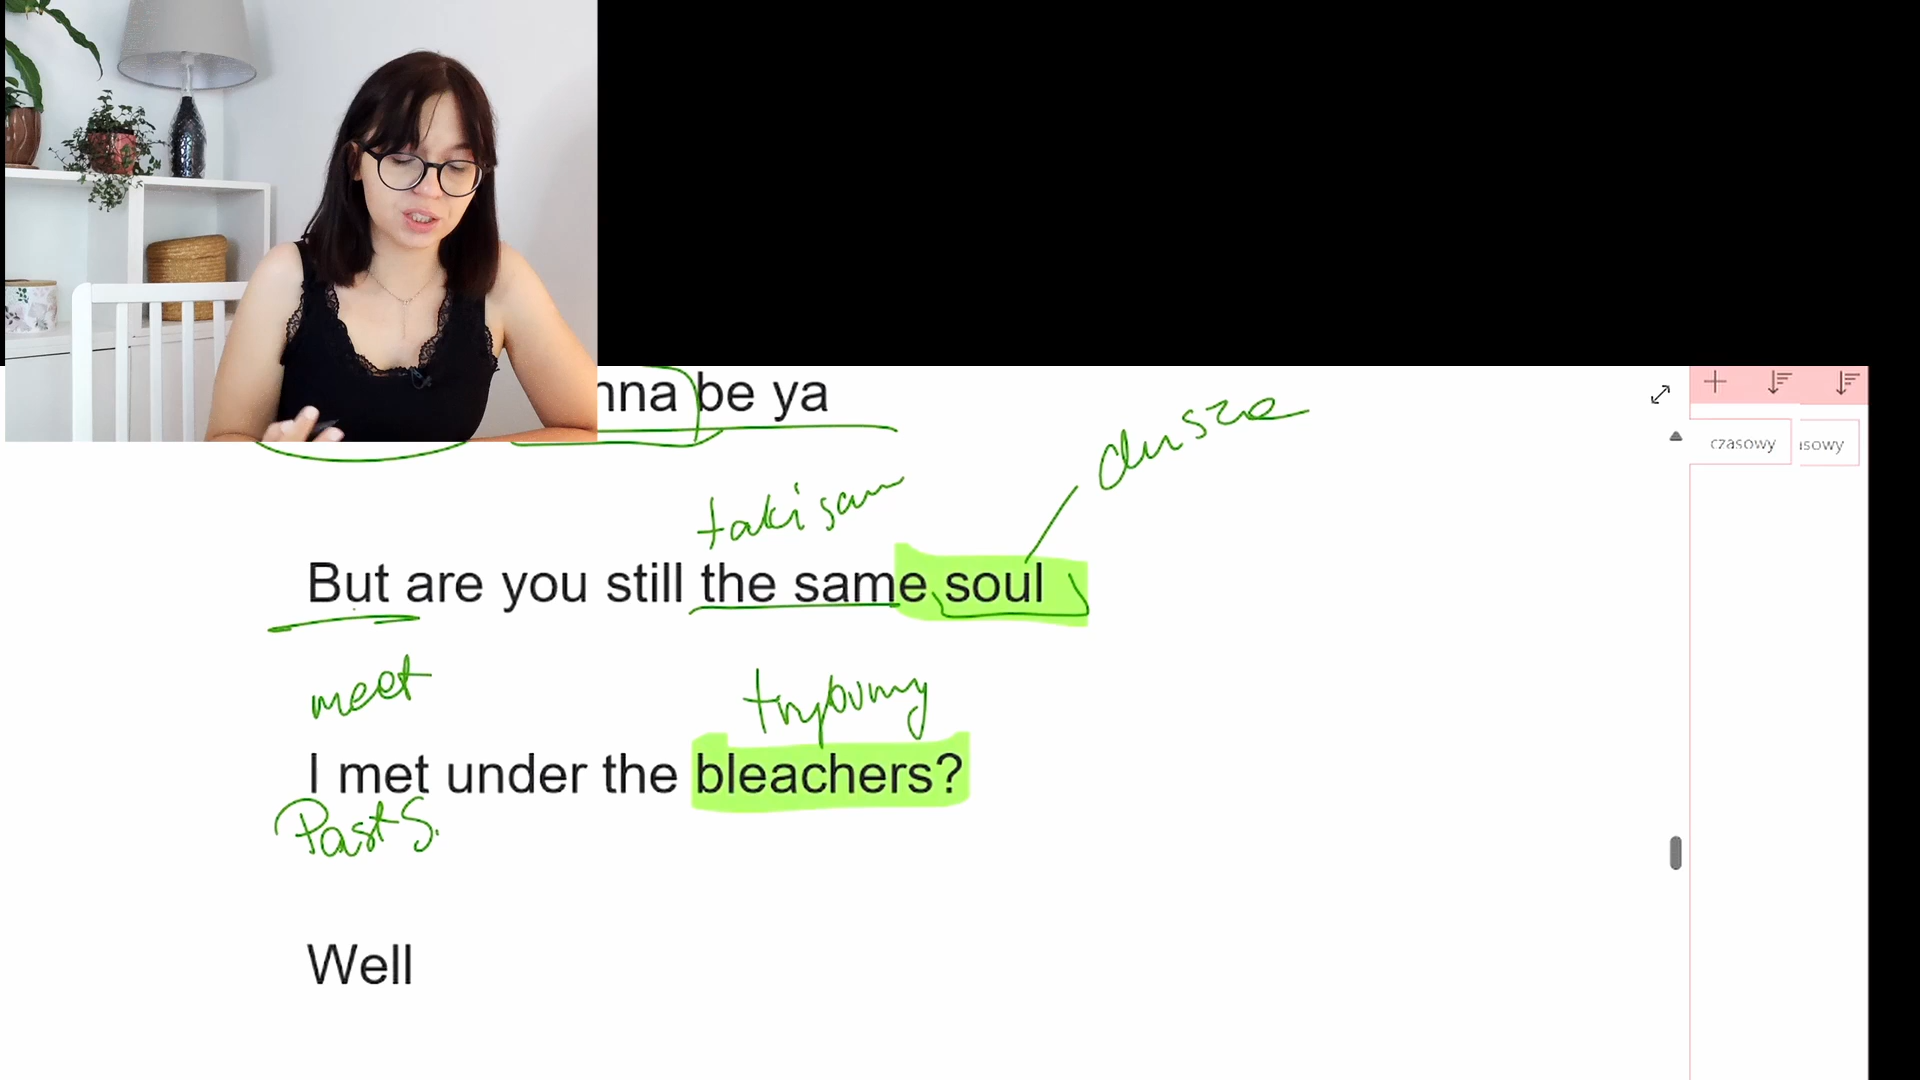 nna be ya
dusza
czasowy
asowy
taki sam
But are you still the same soul
meet
trybuny
I met under the bleachers?
Past S.
Well